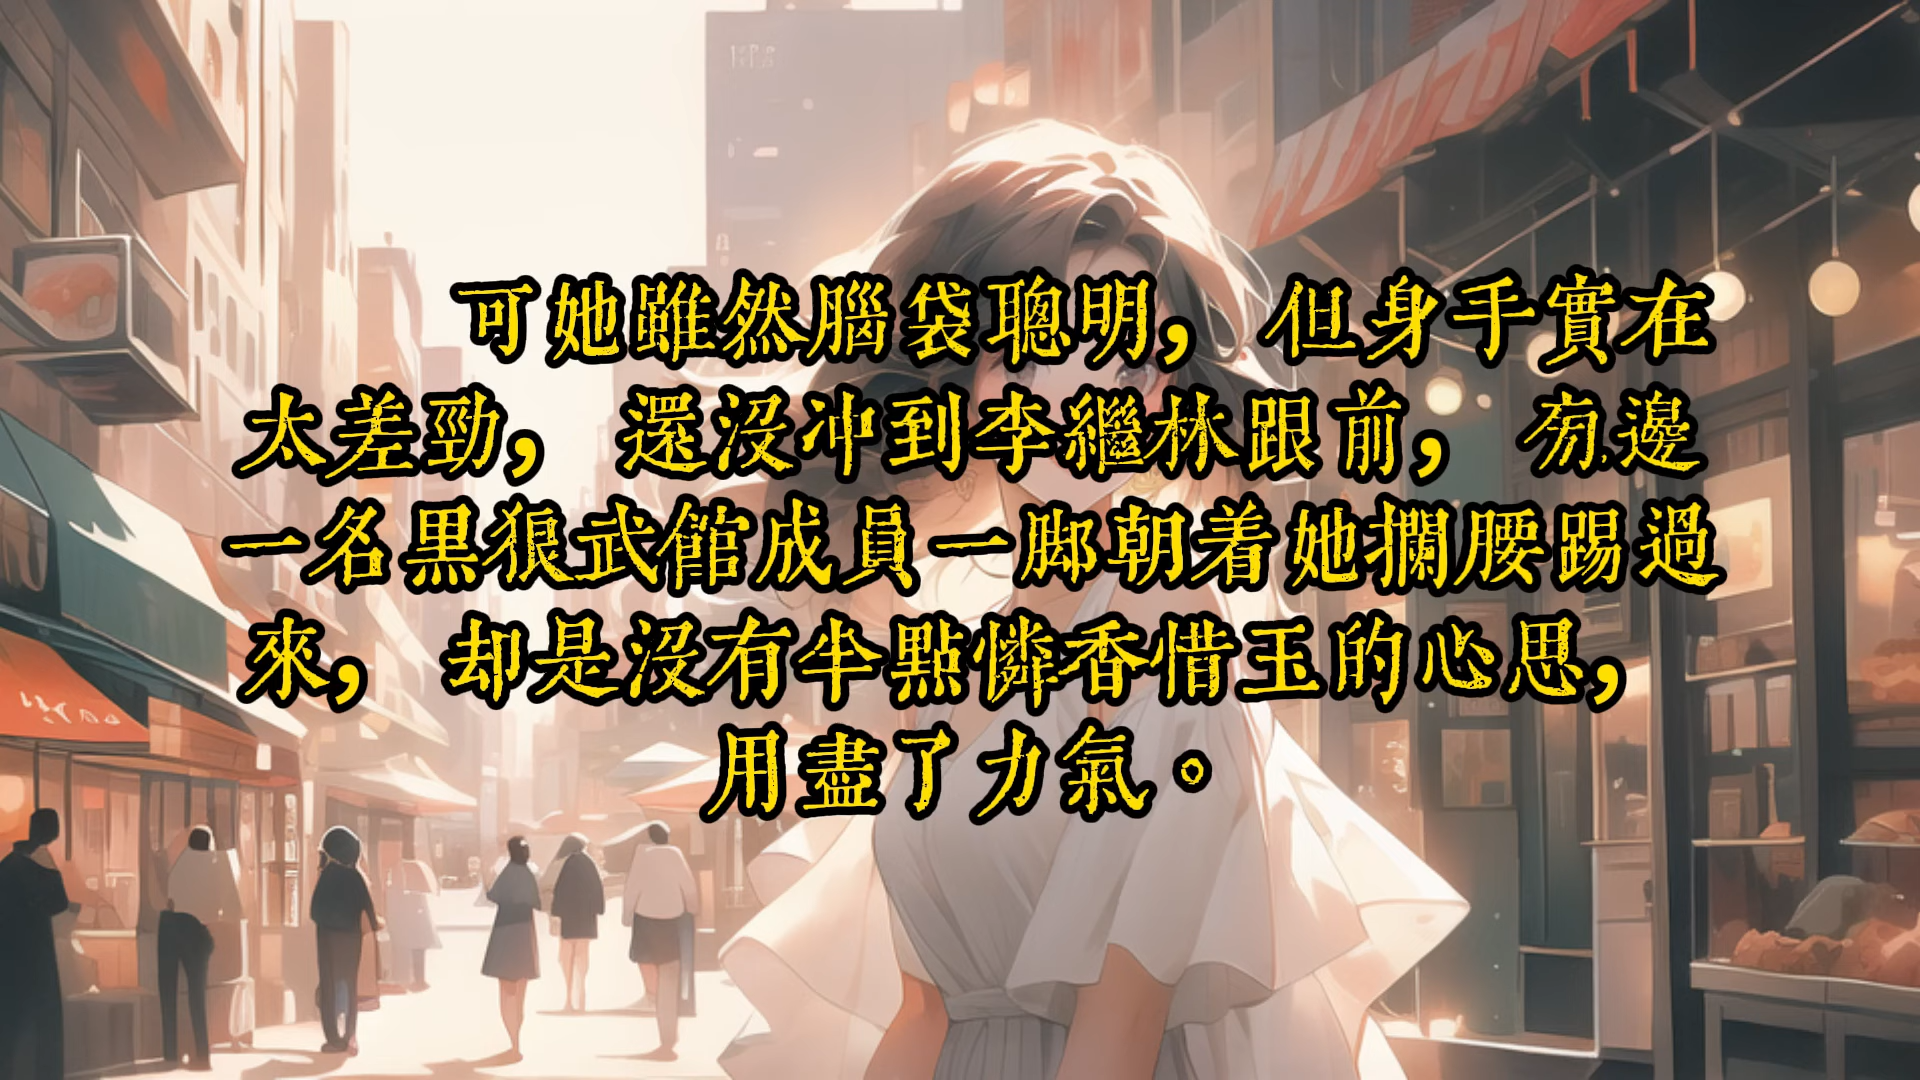 可她雖然腦袋聰明，但身手實在
太差勁，還沒冲到李繼林跟前，旁邊
一名黒狼武館成員一脚朝着她攔腰踢過
來，却是沒有半點憐香惜玉的心思，
用盡了力氣。